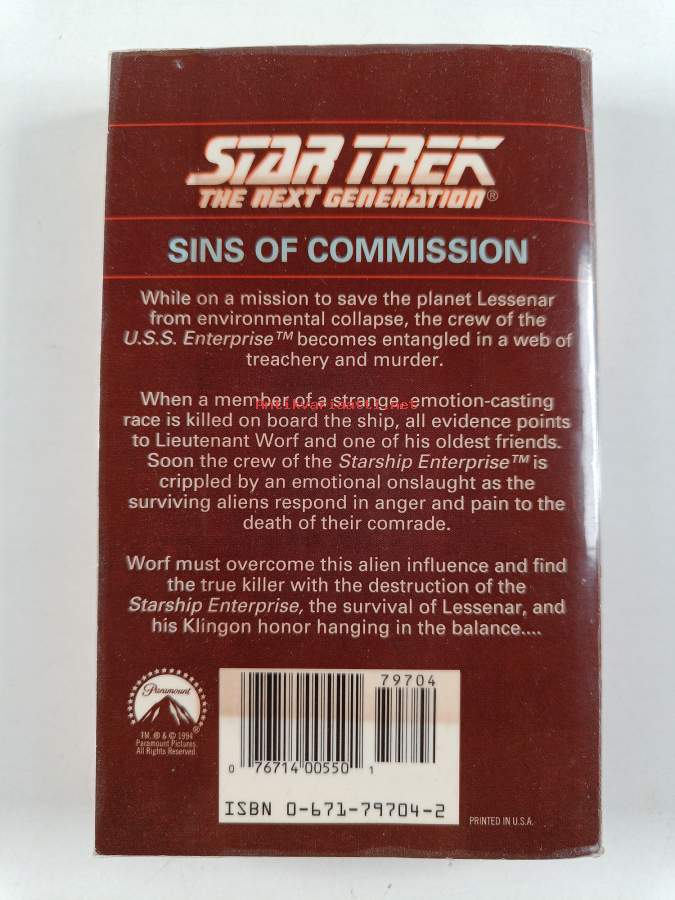 STAR TREK
THE NEXT GENERATION®
SINS OF COMMISSION
While on a mission to save the planet Lessenar
from environmental collapse, the crew of the
U.S.S. Enterprise™ becomes entangled in a web of
treachery and murder.
When a member of a strange, emotion-casting
Antikvariaatti.net
race is killed on board the ship, all evidence points
to Lieutenant Worf and one of his oldest friends.
Soon the crew of the Starship Enterprise™ is
crippled by an emotional onslaught as the
surviving aliens respond in anger and pain to the
death of their comrade.
Worf must overcome this alien influence and find
the true killer with the destruction of the
Starship Enterprise, the survival of Lessenar, and
his Klingon honor hanging in the balance....
Paramount
TM, ® & © 1994
Paramount Pictures.
All Rights Reserved.
79704
0 76714 00550 1
ISBN 0-671-79704-2
PRINTED IN U.S.A.